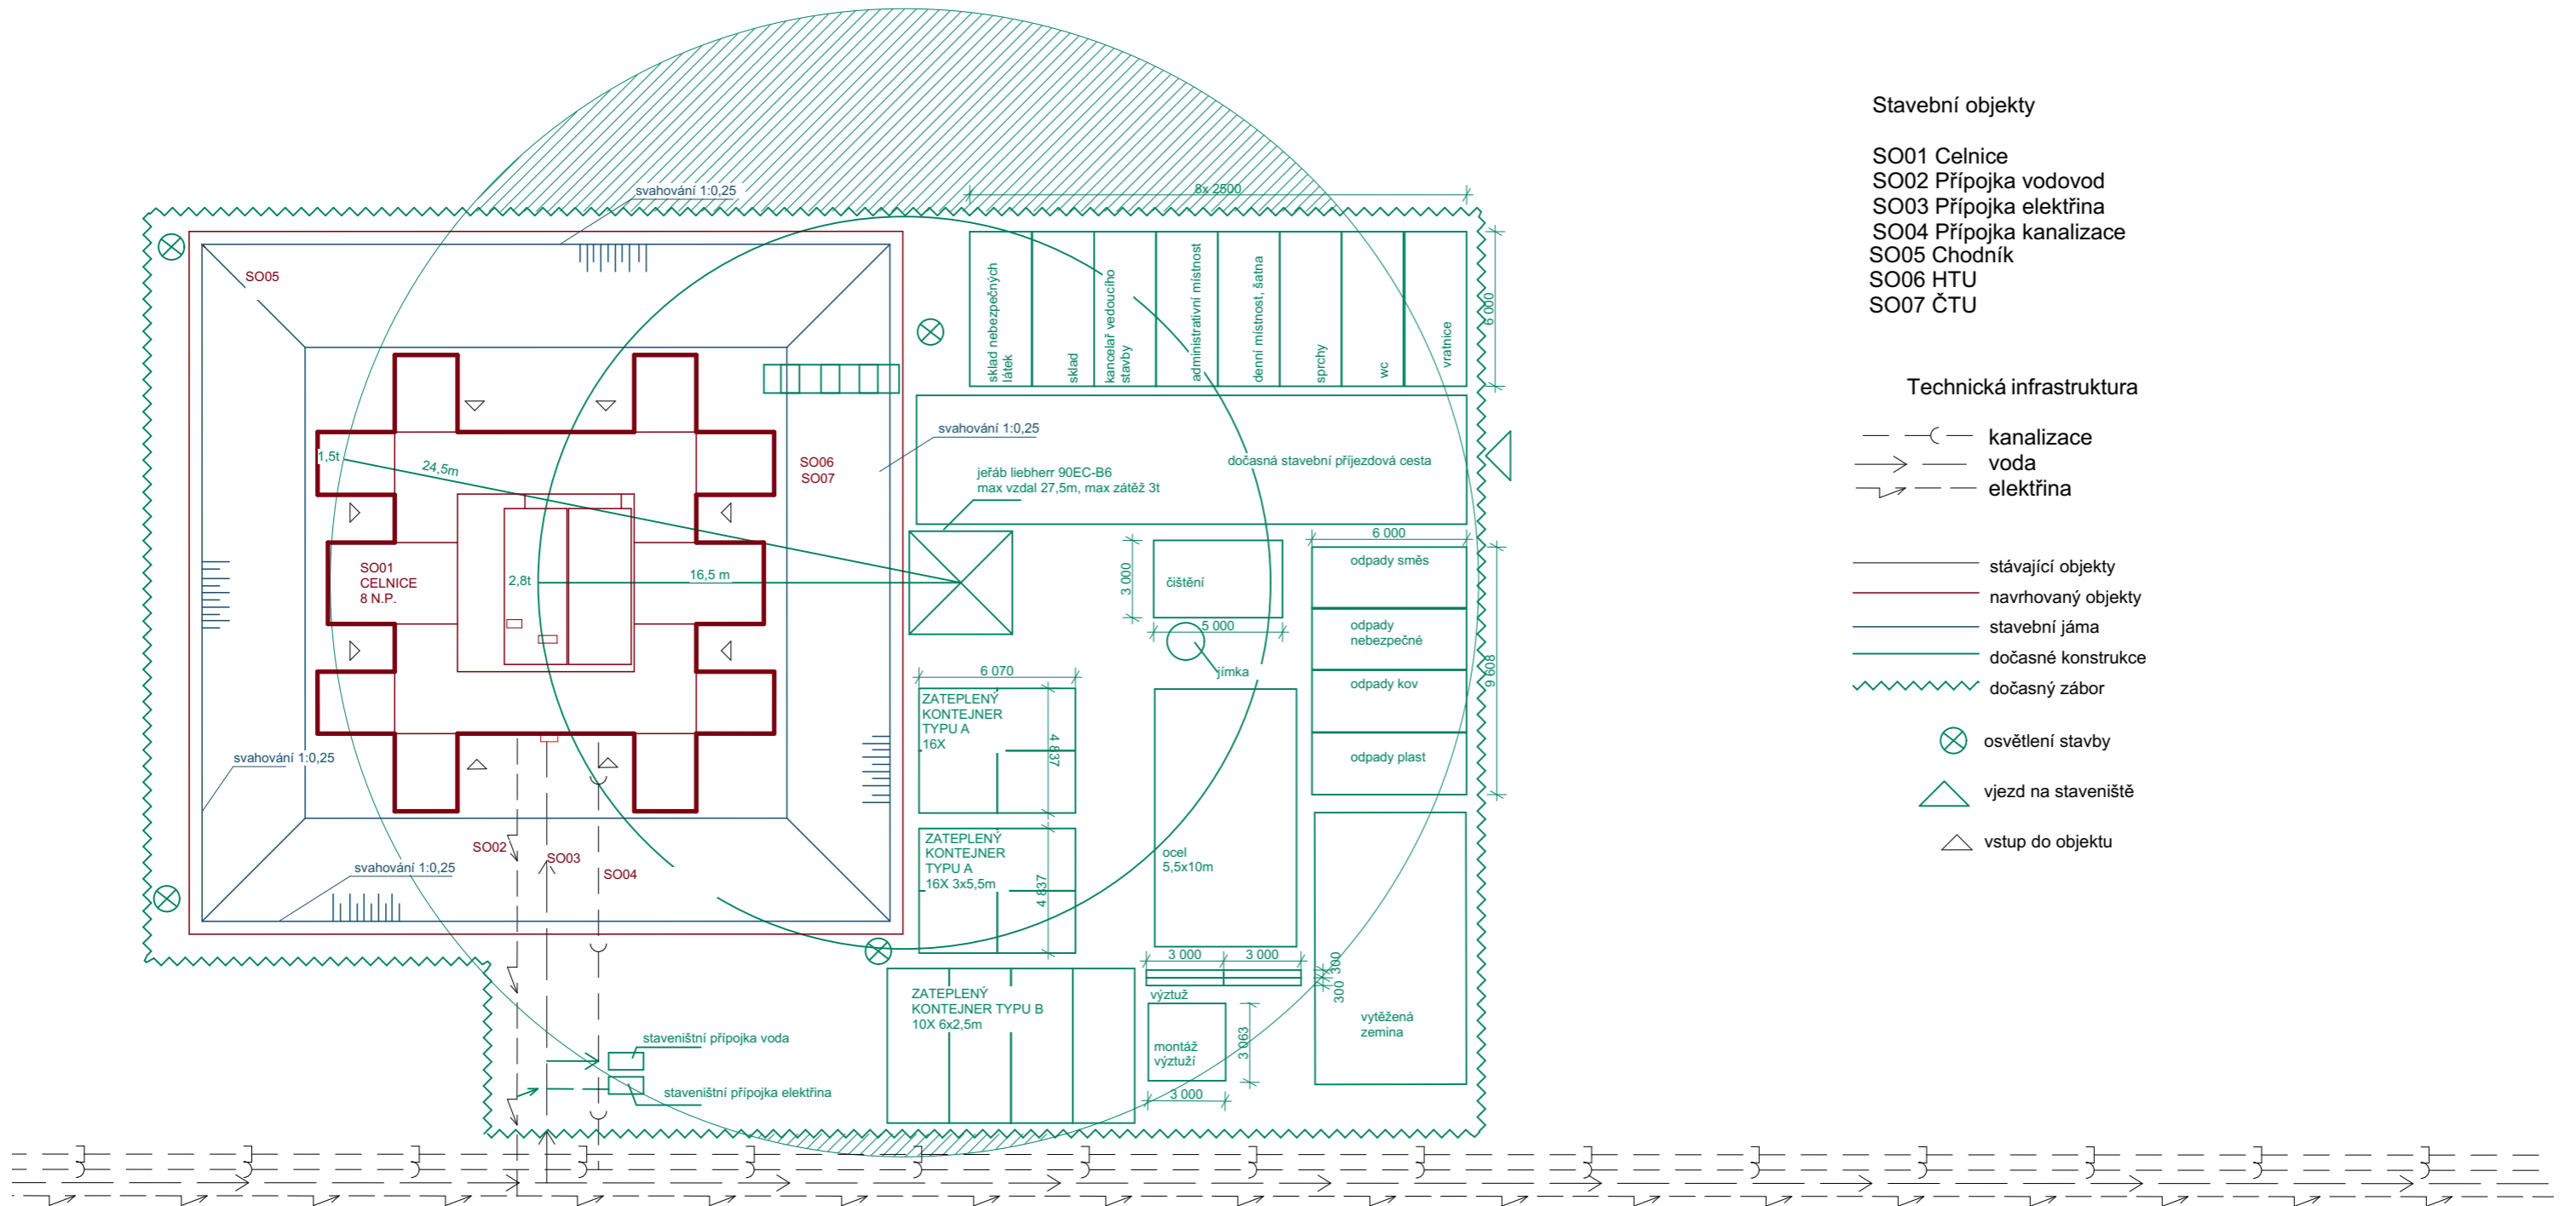 svahování 1:0,25
8x 2500
SO05
sklad nebezpečných
látek
sklad
kancelař vedoucího
stavby
administrativní místnost
denní místnost, šatna
sprchy
wc
vratnice
6 000
svahování 1:0,25
1,5t
24,5m
SO06
SO07
jeřáb liebherr 90EC-B6
max vzdal 27,5m, max zátěž 3t
dočasná stavební příjezdová cesta
SO01
CELNICE
8 N.P.
2,8t
16,5 m
3 000
čištění
5 000
jímka
6 000
odpady směs
odpady
nebezpečné
odpady kov
odpady plast
9 608
6 070
ZATEPLENÝ
KONTEJNER
TYPU A
16X
4 837
ZATEPLENÝ
KONTEJNER
TYPU A
16X 3x5,5m
4 837
ocel
5,5x10m
svahování 1:0,25
svahování 1:0,25
SO02
SO03
SO04
3 000
3 000
300
300
výztuž
ZATEPLENÝ
KONTEJNER TYPU B
10X 6x2,5m
montáž
výztuží
3 063
3 000
vytěžená
zemina
staveništní přípojka voda
staveništní přípojka elektřina
Stavební objekty
SO01 Celnice
SO02 Přípojka vodovod
SO03 Přípojka elektřina
SO04 Přípojka kanalizace
SO05 Chodník
SO06 HTU
SO07 ČTU
Technická infrastruktura
kanalizace
voda
elektřina
stávající objekty
navrhovaný objekty
stavební jáma
dočasné konstrukce
dočasný zábor
osvětlení stavby
vjezd na staveniště
vstup do objektu